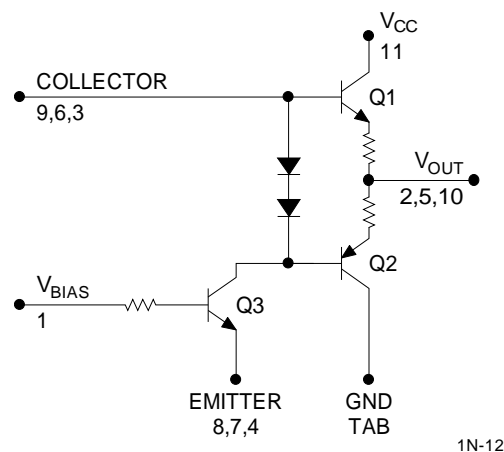 VCC
11
COLLECTOR
9,6,3
Q1
VOUT
2,5,10
Q2
VBIAS
1
Q3
EMITTER
8,7,4
GND
TAB
1N-12